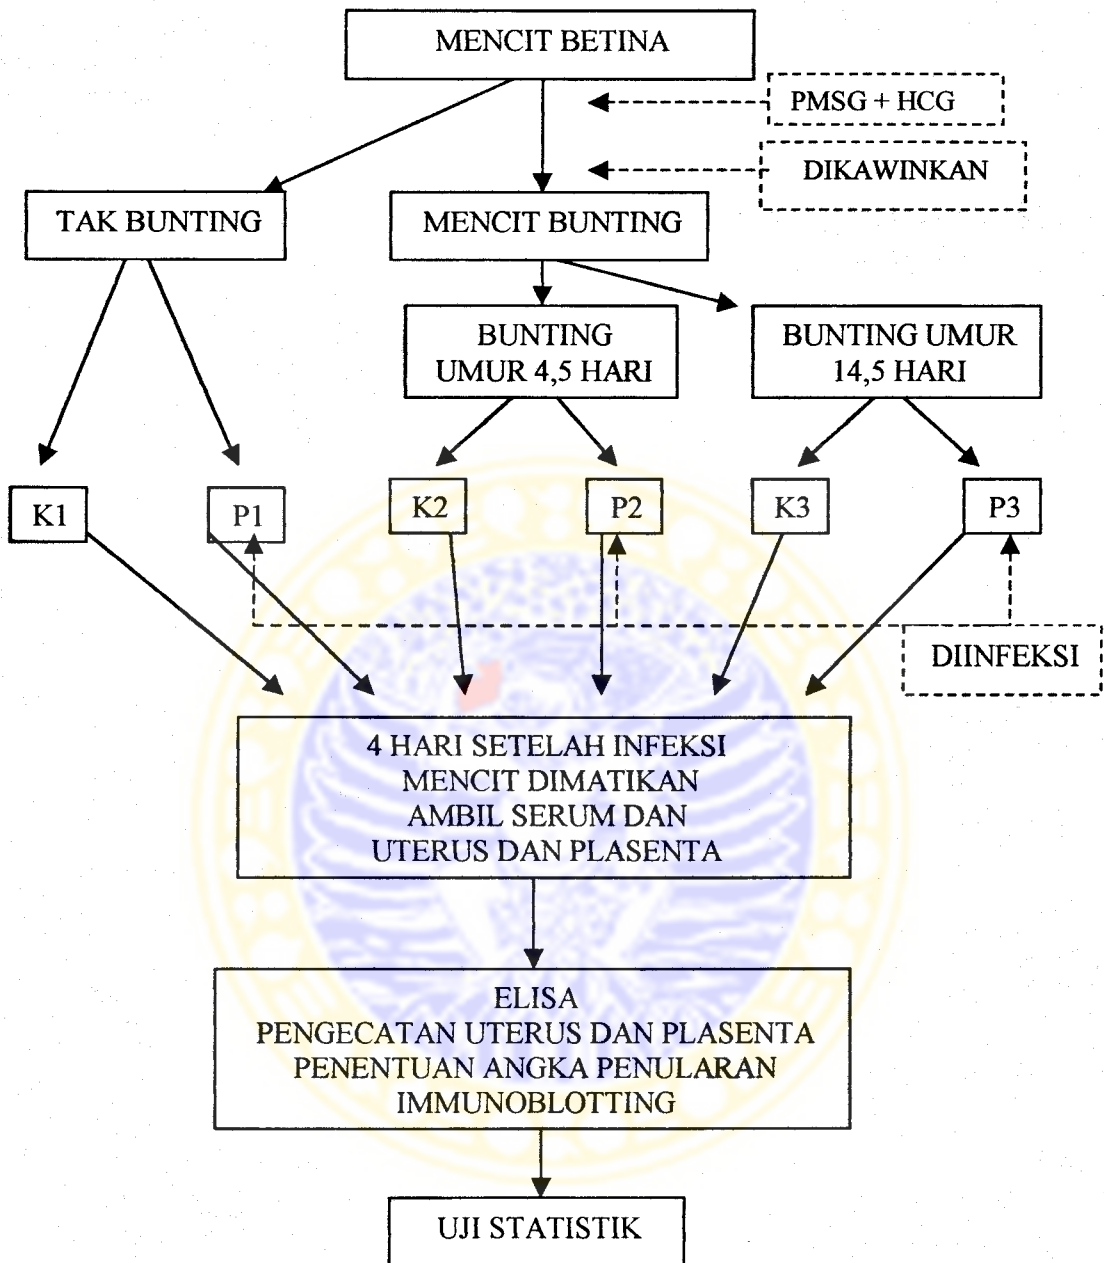 MENCIT BETINA
PMSG + HCG
DIKAWINKAN
TAK BUNTING
MENCIT BUNTING
BUNTING
UMUR 4,5 HARI
BUNTING UMUR
14,5 HARI
K1
P1
K2
P2
K3
P3
DIINFEKSI
4 HARI SETELAH INFEKSI
MENCIT DIMATIKAN
AMBIL SERUM DAN
UTERUS DAN PLASENTA
ELISA
PENGECATAN UTERUS DAN PLASENTA
PENENTUAN ANGKA PENULARAN
IMMUNOBLOTTING
UJI STATISTIK